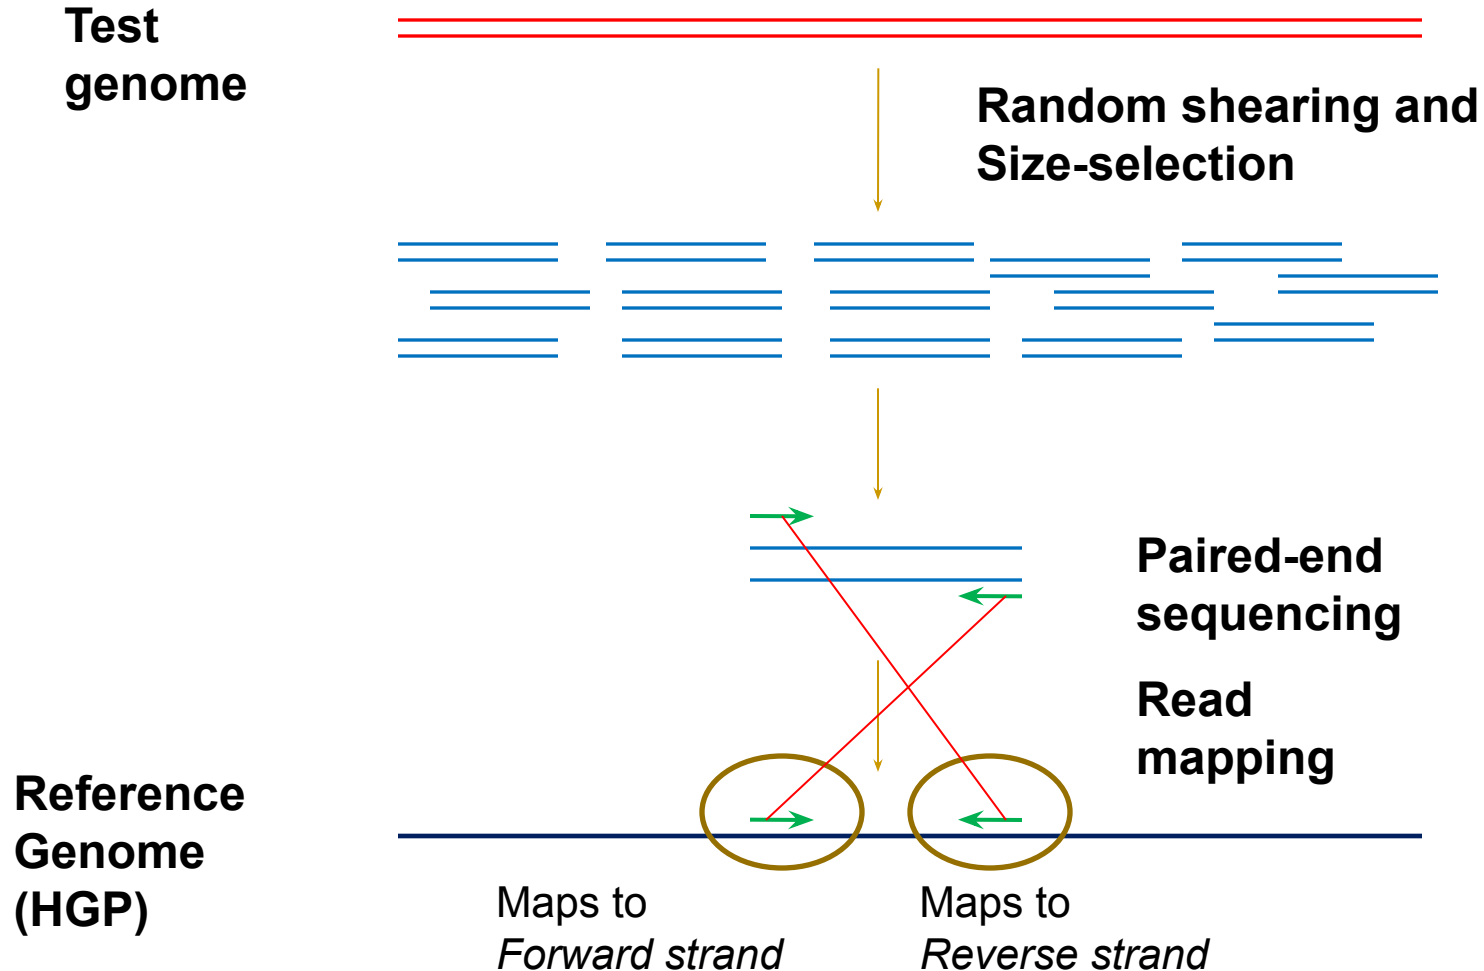 Test
genome
Random shearing and
Size-selection
Paired-end
sequencing
Read
mapping
Reference
Genome
(HGP)
Maps to
Forward strand
Maps to
Reverse strand